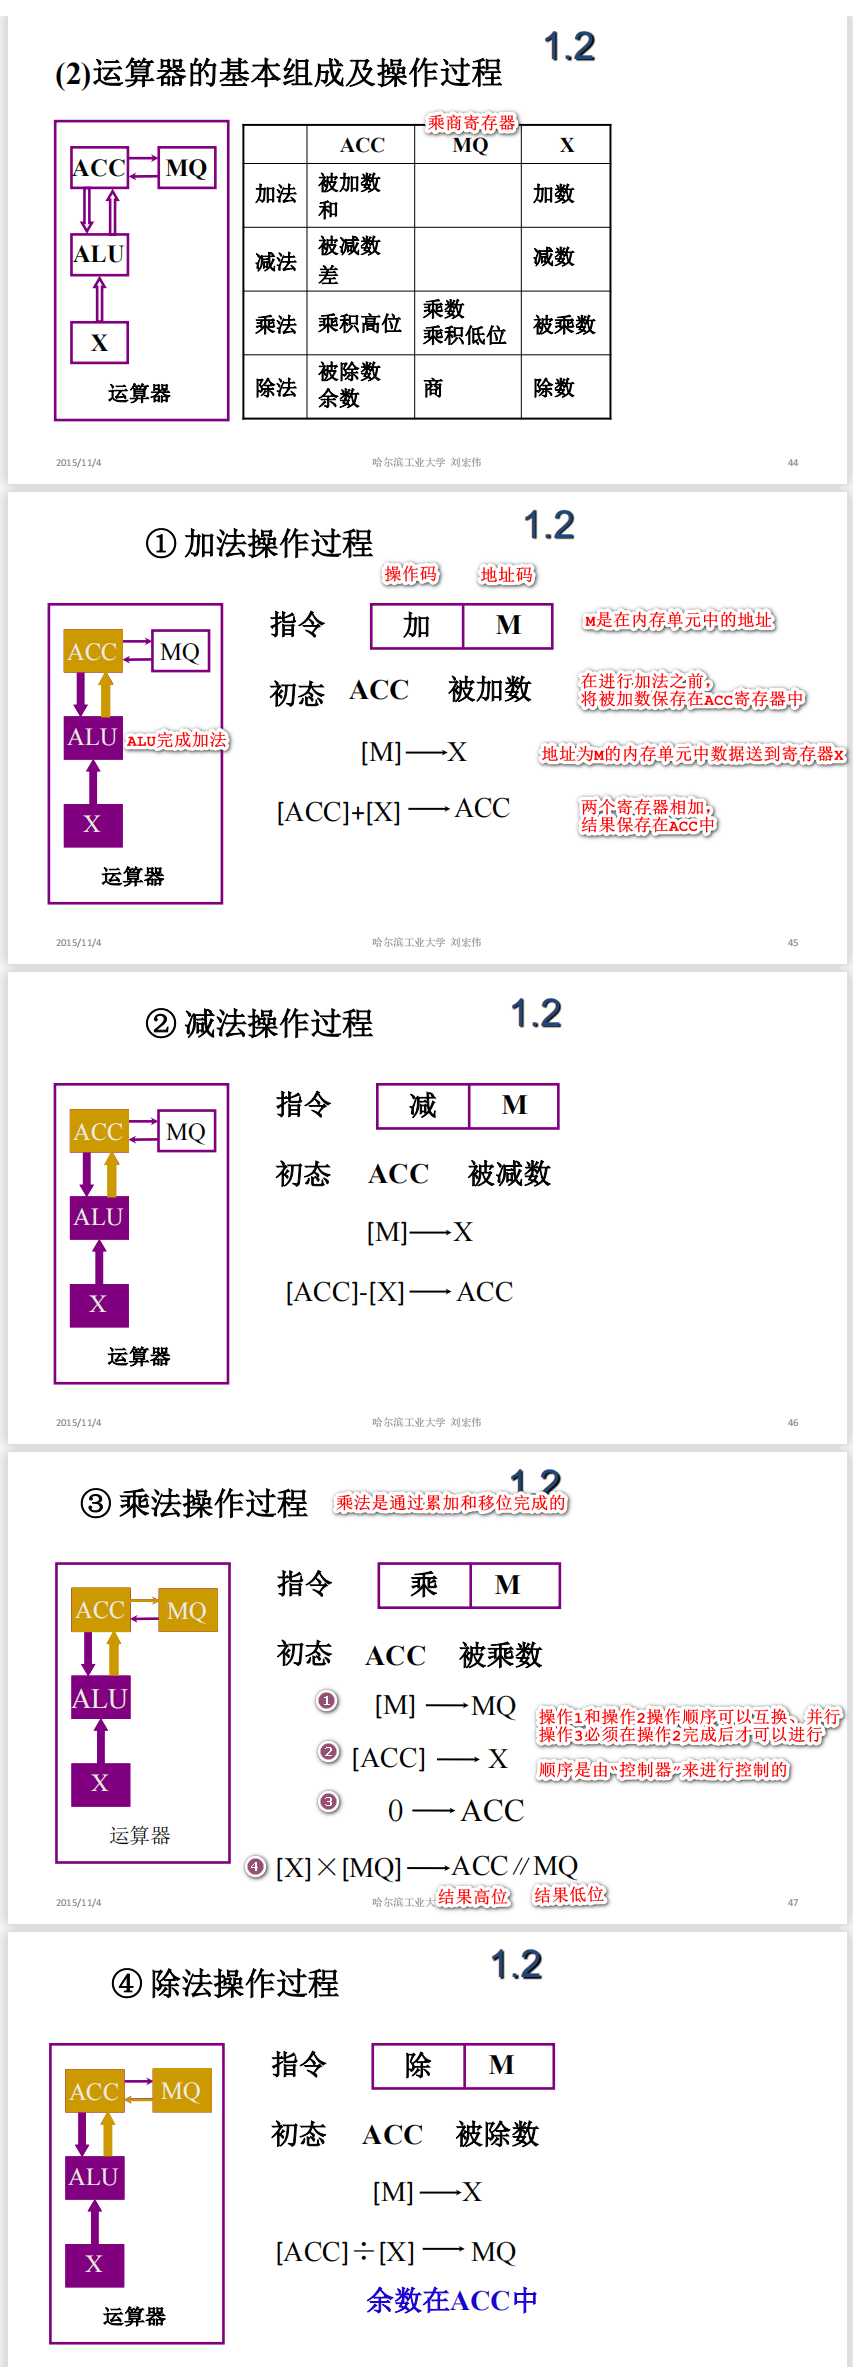 1.2
(2)运算器的基本组成及操作过程
乘商寄存器
ACC MQ X
加法 被加数 加数
和
减法 被减数 减数
差
乘法 乘积高位 乘数 被乘数
乘积低位
除法 被除数 商 除数
余数
ACC MQ
ALU
X
运算器
2015/11/4 哈尔滨工业大学 刘宏伟 44
1.2
① 加法操作过程
操作码 地址码
指令 加 M M是在内存单元中的地址
初态 ACC 被加数 在进行加法之前,
将被加数保存在ACC寄存器中
[M]→X 地址为M的内存单元中数据送到寄存器X
[ACC]+[X]→ACC 两个寄存器相加,
结果保存在ACC中
ACC MQ
ALU ALU完成加法
X
运算器
2015/11/4 哈尔滨工业大学 刘宏伟 45
1.2
② 减法操作过程
指令 减 M
初态 ACC 被减数
[M]→X
[ACC]-[X]→ACC
ACC MQ
ALU
X
运算器
2015/11/4 哈尔滨工业大学 刘宏伟 46
1.2
③ 乘法操作过程 乘法是通过累加和移位完成的
指令 乘 M
初态 ACC 被乘数
❶ [M]→MQ 操作1和操作2操作顺序可以互换、并行
操作3必须在操作2完成后才可以进行
❷ [ACC]→X 顺序是由“控制器”来进行控制的
❸ 0→ACC
❹ [X]×[MQ]→ACC∥MQ
结果高位 结果低位
ACC MQ
ALU
X
运算器
2015/11/4 哈尔滨工业大 47
1.2
④ 除法操作过程
指令 除 M
初态 ACC 被除数
[M]→X
[ACC]÷[X]→MQ
余数在ACC中
ACC MQ
ALU
X
运算器